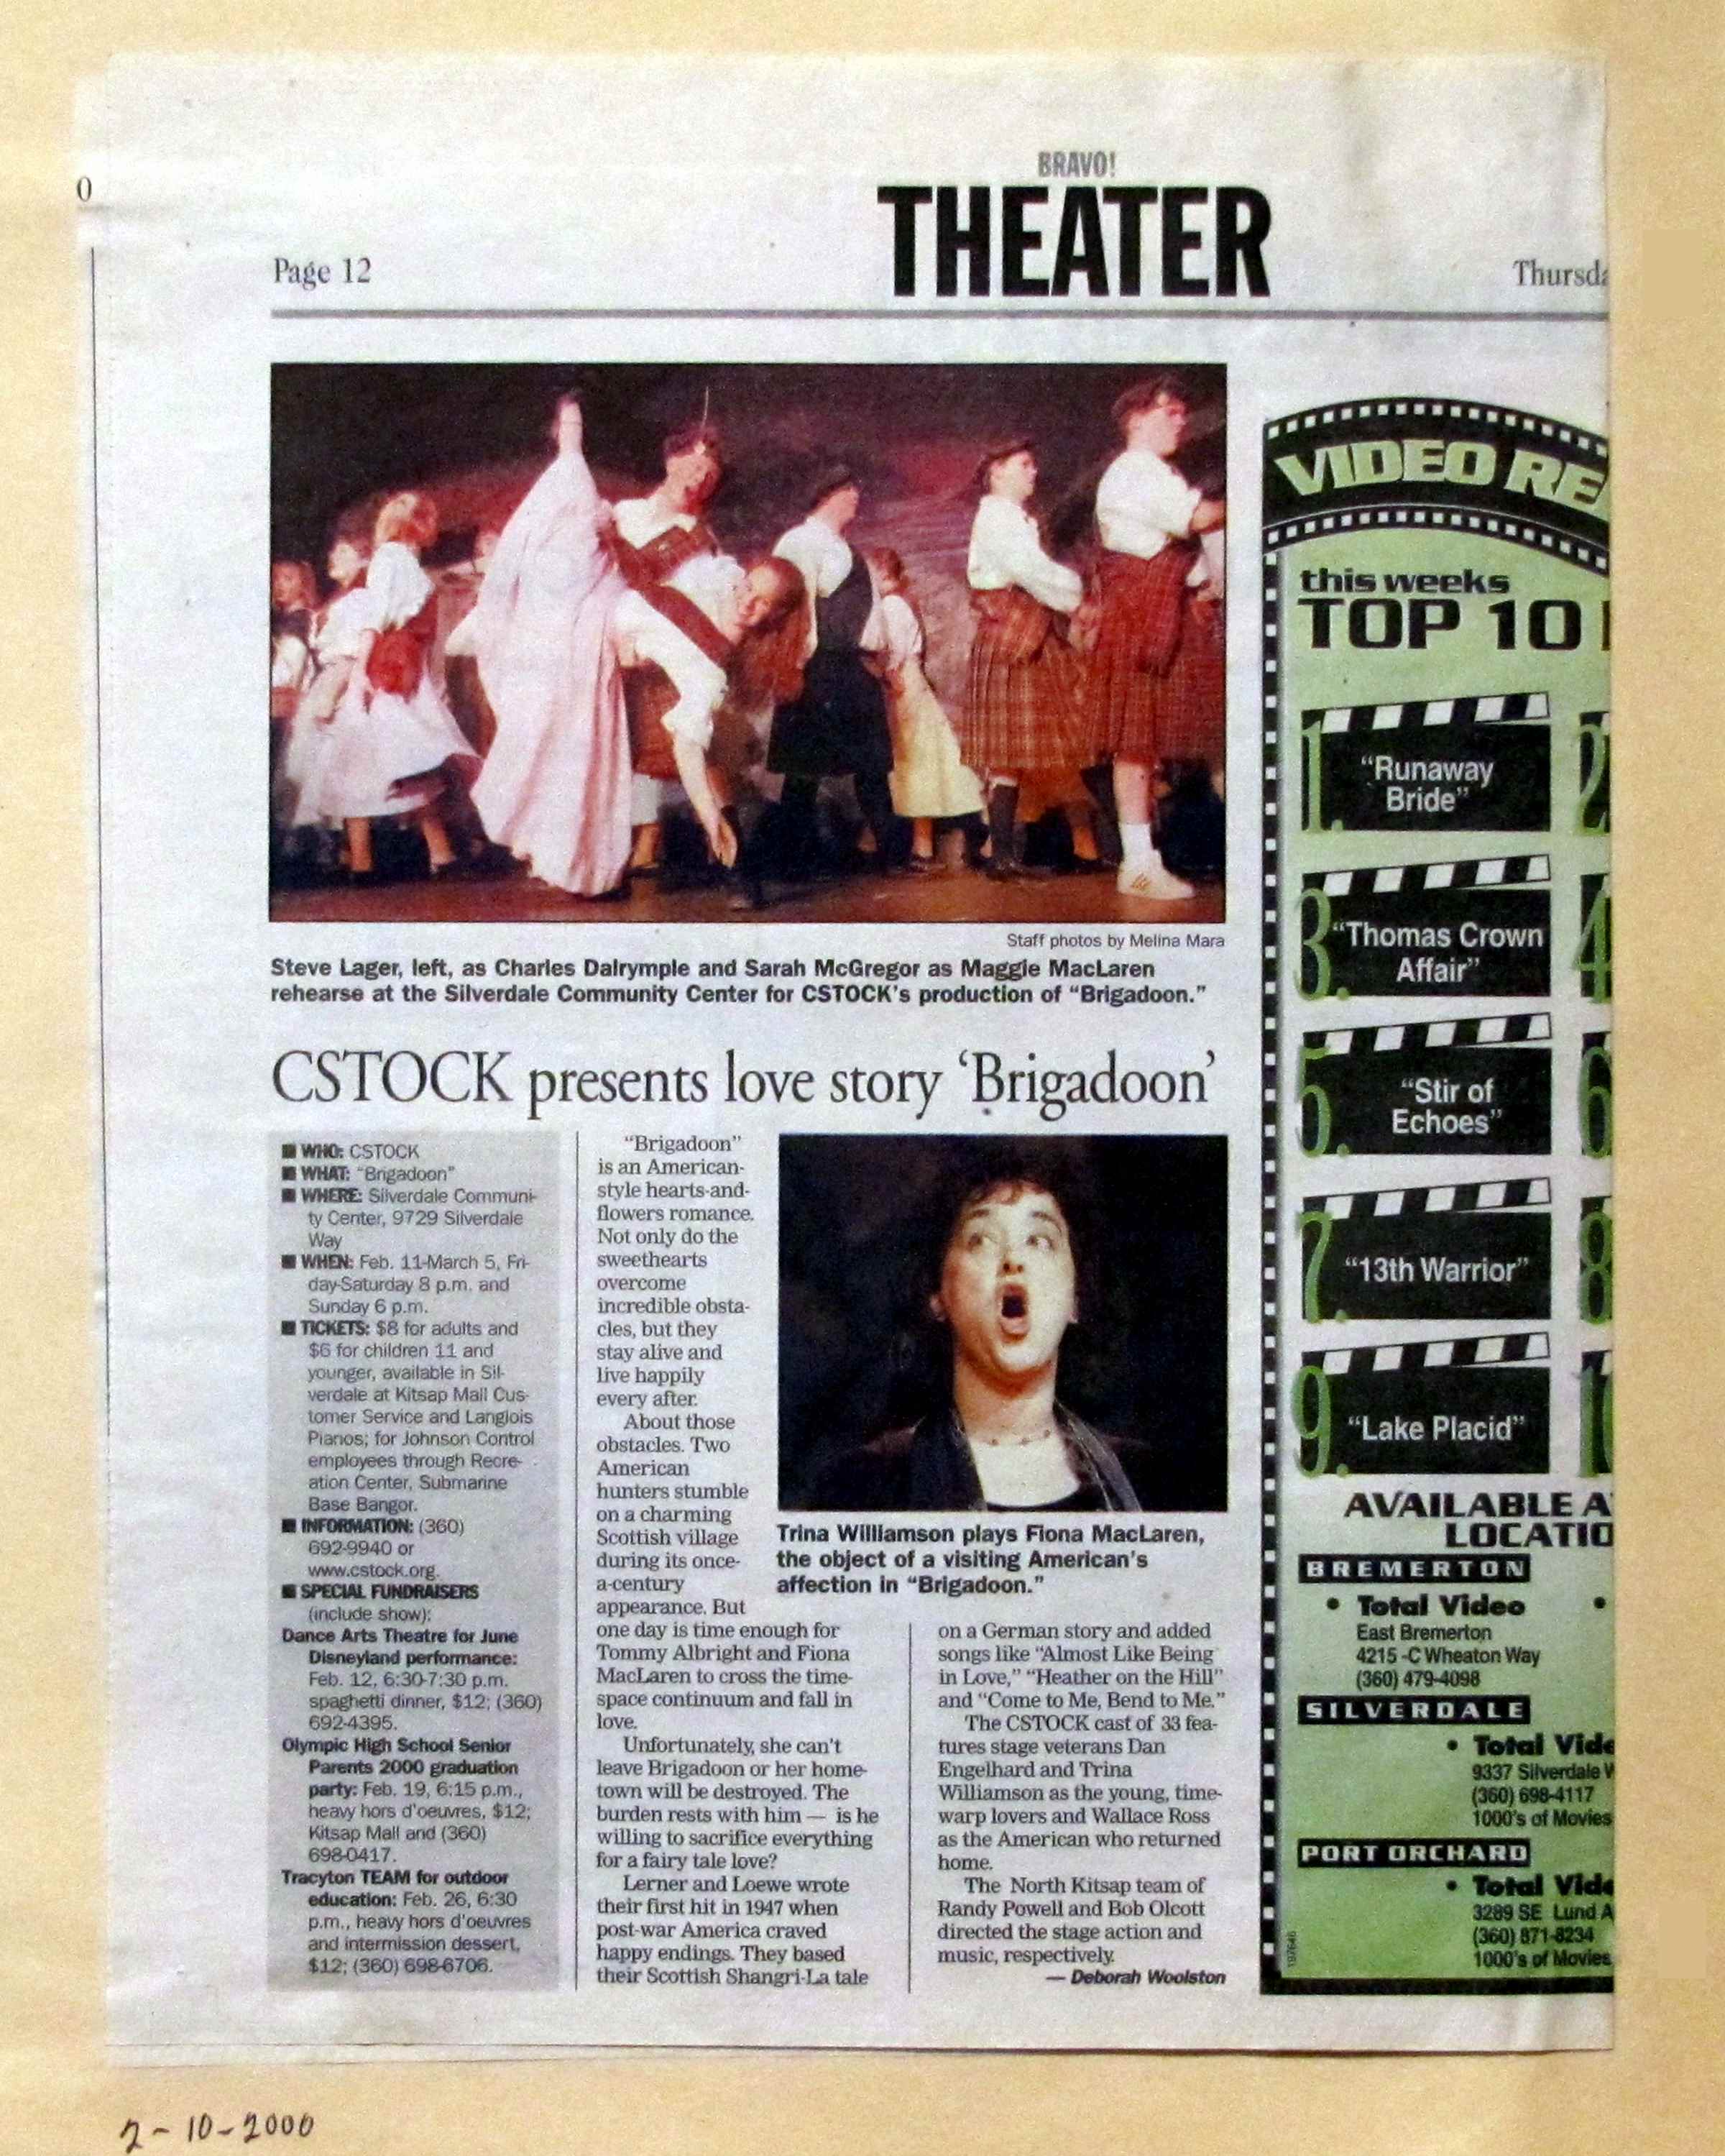 0
BRAVO!
THEATER
Page 12
Thursda
Staff photos by Melina Mara
Steve Lager, left, as Charles Dalrymple and Sarah McGregor as Maggie MacLaren
rehearse at the Silverdale Community Center for CSTOCK's production of “Brigadoon.”
CSTOCK presents love story ‘Brigadoon’
■ WHO: CSTOCK
■ WHAT: “Brigadoon”
■ WHERE: Silverdale Communi-
ty Center, 9729 Silverdale
Way
■ WHEN: Feb. 11-March 5, Fri-
day-Saturday 8 p.m. and
Sunday 6 p.m.
■ TICKETS: $8 for adults and
$6 for children 11 and
younger, available in Sil-
verdale at Kitsap Mall Cus-
tomer Service and Langlois
Pianos; for Johnson Control
employees through Recre-
ation Center, Submarine
Base Bangor.
■ INFORMATION: (360)
692-9940 or
www.cstock.org.
■ SPECIAL FUNDRAISERS
(include show):
Dance Arts Theatre for June
Disneyland performance:
Feb. 12, 6:30-7:30 p.m.
spaghetti dinner, $12; (360)
692-4395.
Olympic High School Senior
Parents 2000 graduation
party: Feb. 19, 6:15 p.m.,
heavy hors d'oeuvres, $12;
Kitsap Mall and (360)
698-0417.
Tracyton TEAM for outdoor
education: Feb. 26, 6:30
p.m., heavy hors d'oeuvres
and intermission dessert,
$12; (360) 698-6706.
“Brigadoon”
is an American-
style hearts-and-
flowers romance.
Not only do the
sweethearts
overcome
incredible obsta-
cles, but they
stay alive and
live happily
every after.
About those
obstacles. Two
American
hunters stumble
on a charming
Scottish village
during its once-
a-century
appearance. But
one day is time enough for
Tommy Albright and Fiona
MacLaren to cross the time-
space continuum and fall in
love.
Unfortunately, she can't
leave Brigadoon or her home-
town will be destroyed. The
burden rests with him — is he
willing to sacrifice everything
for a fairy tale love?
Lerner and Loewe wrote
their first hit in 1947 when
post-war America craved
happy endings. They based
their Scottish Shangri-La tale
Trina Williamson plays Fiona MacLaren,
the object of a visiting American's
affection in “Brigadoon.”
on a German story and added
songs like “Almost Like Being
in Love,” “Heather on the Hill”
and “Come to Me, Bend to Me.”
The CSTOCK cast of 33 fea-
tures stage veterans Dan
Engelhard and Trina
Williamson as the young, time-
warp lovers and Wallace Ross
as the American who returned
home.
The North Kitsap team of
Randy Powell and Bob Olcott
directed the stage action and
music, respectively.
— Deborah Woolston
VIDEO RE
this weeks
TOP 10
1. “Runaway
Bride”
2
3. “Thomas Crown
Affair”
4
5. “Stir of
Echoes”
6
7. “13th Warrior”
8
9. “Lake Placid”
1
AVAILABLE A
LOCATIO
BREMERTON
• Total Video
East Bremerton
4215 -C Wheaton Way
(360) 479-4098
•
SILVERDALE
• Total Vide
9337 Silverdale W
(360) 698-4117
1000's of Movies
PORT ORCHARD
• Total Vide
3289 SE Lund A
(360) 871-8234
1000's of Movies
2-10-2000